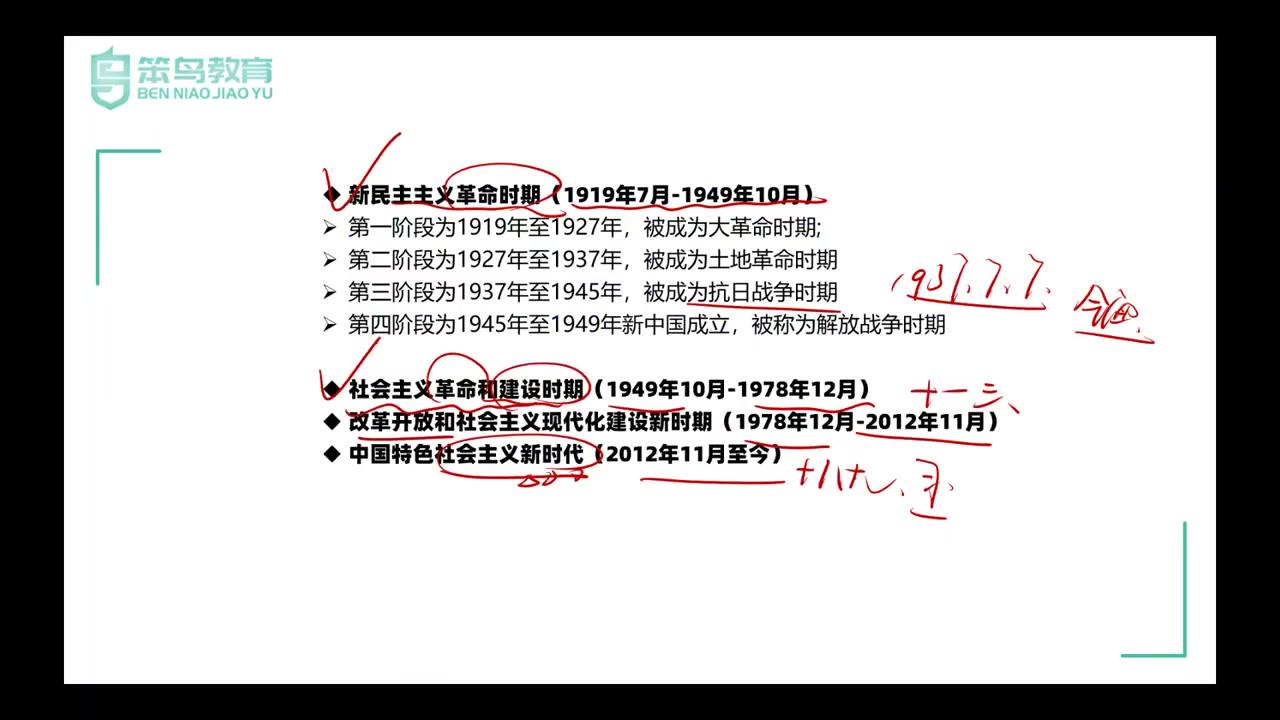 笨鸟教育
BEN NIAO JIAO YU
◆ 新民主主义革命时期（1919年7月-1949年10月）
➢ 第一阶段为1919年至1927年，被成为大革命时期;
➢ 第二阶段为1927年至1937年，被成为土地革命时期
➢ 第三阶段为1937年至1945年，被成为抗日战争时期
1937.7.7.
➢ 第四阶段为1945年至1949年新中国成立，被称为解放战争时期
◆ 社会主义革命和建设时期（1949年10月-1978年12月）
十一三、
◆ 改革开放和社会主义现代化建设新时期（1978年12月-2012年11月）
◆ 中国特色社会主义新时代（2012年11月至今）